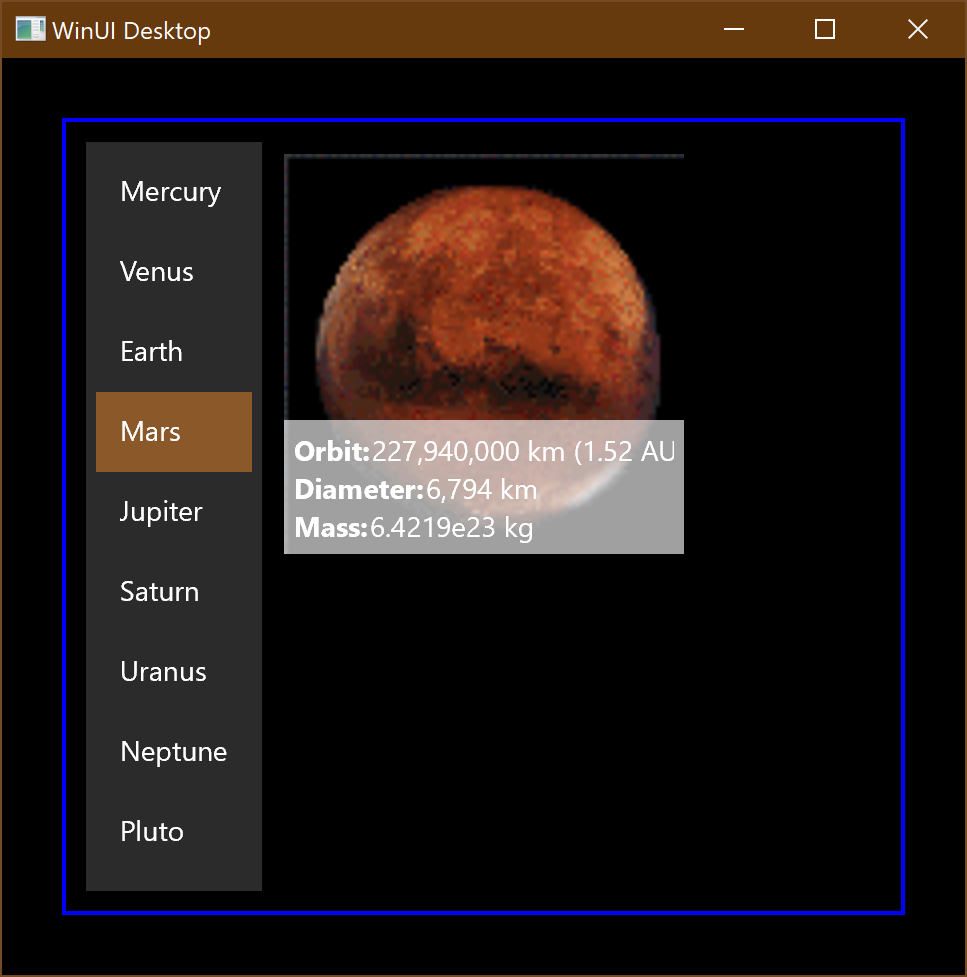 WinUI Desktop
Mercury
Venus
Earth
Mars
Jupiter
Saturn
Uranus
Neptune
Pluto
Orbit:227,940,000 km (1.52 AU
Diameter:6,794 km
Mass:6.4219e23 kg